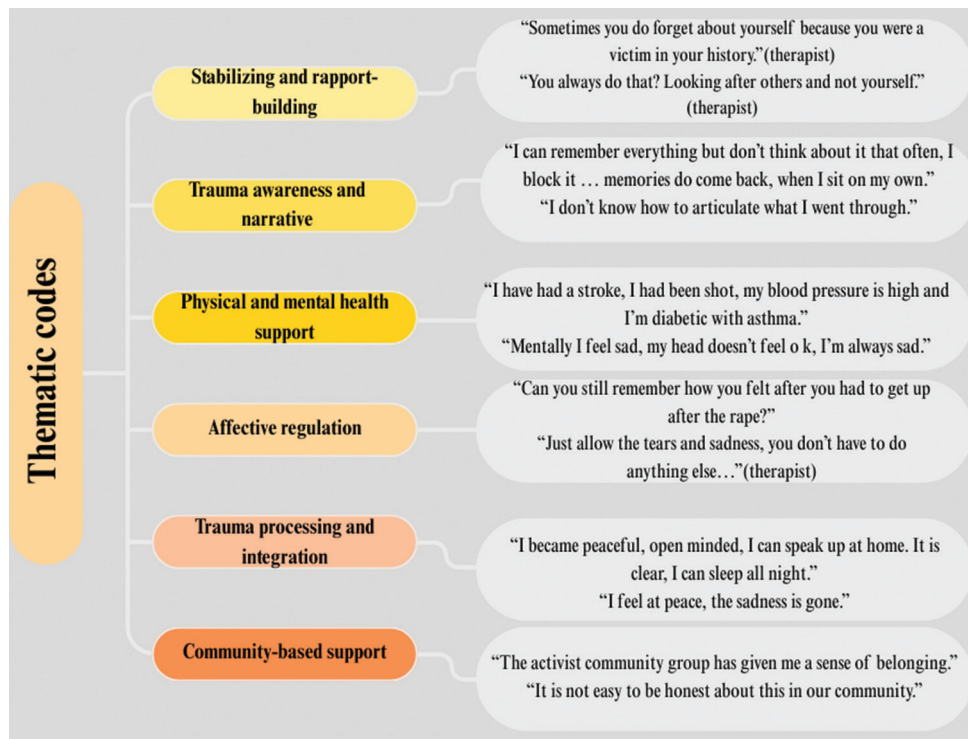 Thematic codes
Stabilizing and rapport-
building
“Sometimes you do forget about yourself because you were a
victim in your history.”(therapist)
“You always do that? Looking after others and not yourself.”
(therapist)
Trauma awareness and
narrative
“I can remember everything but don’t think about it that often, I
block it … memories do come back, when I sit on my own.”
“I don’t know how to articulate what I went through.”
Physical and mental health
support
“I have had a stroke, I had been shot, my blood pressure is high and
I’m diabetic with asthma.”
“Mentally I feel sad, my head doesn’t feel o k, I’m always sad.”
Affective regulation
“Can you still remember how you felt after you had to get up
after the rape?”
“Just allow the tears and sadness, you don’t have to do
anything else…”(therapist)
Trauma processing and
integration
“I became peaceful, open minded, I can speak up at home. It is
clear, I can sleep all night.”
“I feel at peace, the sadness is gone.”
Community-based support
“The activist community group has given me a sense of belonging.”
“It is not easy to be honest about this in our community.”